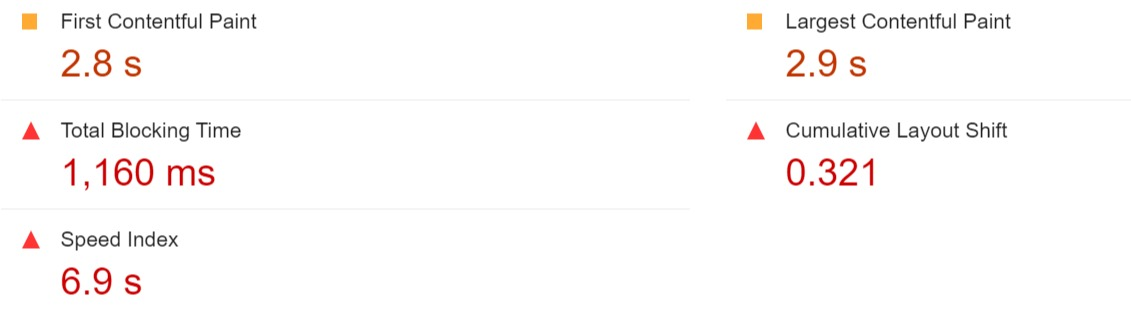 First Contentful Paint
2.8 s
Largest Contentful Paint
2.9 s
Total Blocking Time
1,160 ms
Cumulative Layout Shift
0.321
Speed Index
6.9 s